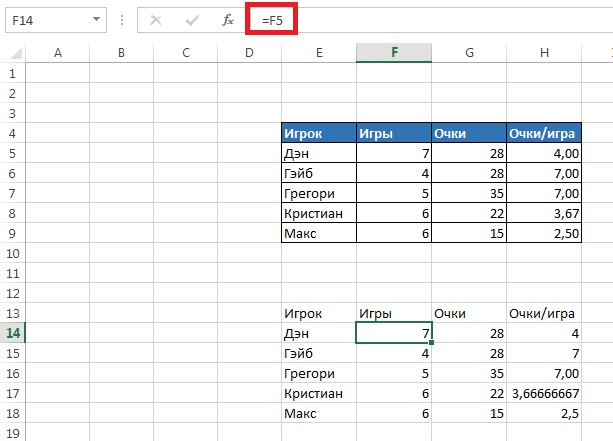 F14 fx =F5
A B C D E F G H
1
2
3
4 Игрок Игры Очки Очки/игра
5 Дэн 7 28 4,00
6 Гэйб 4 28 7,00
7 Грегори 5 35 7,00
8 Кристиан 6 22 3,67
9 Макс 6 15 2,50
10
11
12
13 Игрок Игры Очки Очки/игра
14 Дэн 7 28 4
15 Гэйб 4 28 7
16 Грегори 5 35 7,00
17 Кристиан 6 22 3,66666667
18 Макс 6 15 2,5
19